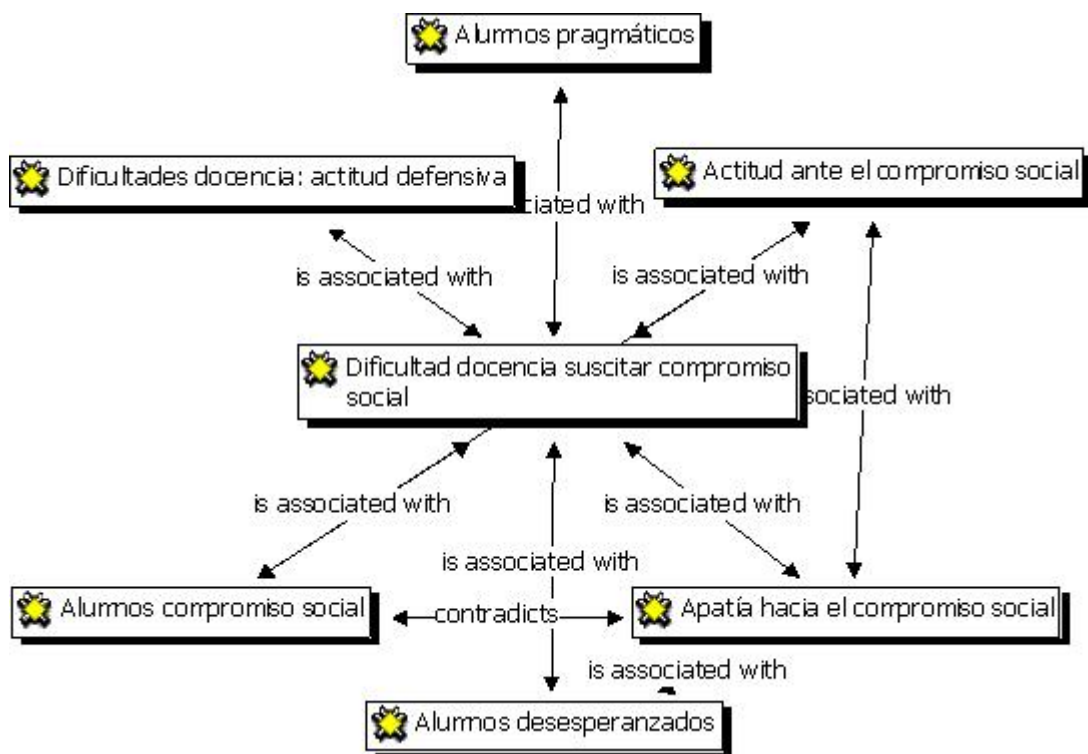 Alumnos pragmáticos
Dificultades docencia: actitud defensiva
Actitud ante el compromiso social
ciated with
is associated with
is associated with
Dificultad docencia suscitar compromiso
social
sociated with
is associated with
is associated with
is associated with
Alumnos compromiso social
contradicts
Apatía hacia el compromiso social
is associated with
Alumnos desesperanzados